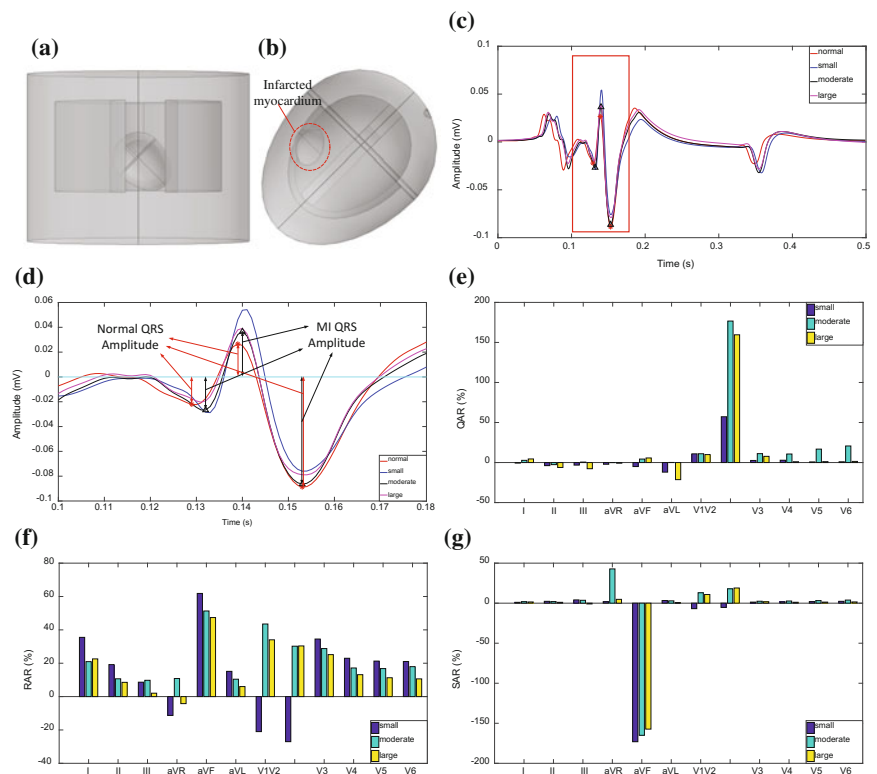 (a)
(b)
Infarcted
myocardium
(c)
Amplitude (mV)
0.1
0.05
0
-0.05
-0.1
normal
small
moderate
large
0
0.1
0.2
0.3
0.4
0.5
Time (s)
(d)
Amplitude (mV)
0.06
0.04
0.02
0
-0.02
-0.04
-0.06
-0.08
-0.1
Normal QRS
Amplitude
MI QRS
Amplitude
normal
small
moderate
large
0.1
0.11
0.12
0.13
0.14
0.15
0.16
0.17
0.18
Time (s)
(e)
QAR (%)
200
150
100
50
0
-50
small
moderate
large
I
II
III
aVR
aVF
aVL
V1V2
V3
V4
V5
V6
(f)
RAR (%)
80
60
40
20
0
-20
-40
small
moderate
large
I
II
III
aVR
aVF
aVL
V1V2
V3
V4
V5
V6
(g)
SAR (%)
50
0
-50
-100
-150
-200
small
moderate
large
I
II
III
aVR
aVF
aVL
V1V2
V3
V4
V5
V6